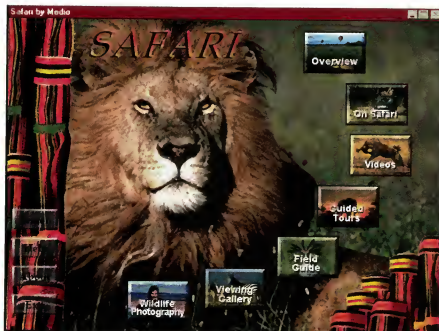 Safari by Medio
SAFARI
Overview
On Safari
Videos
Guided
Tours
Field
Guide
Viewing
Gallery
Wildlife
Photography